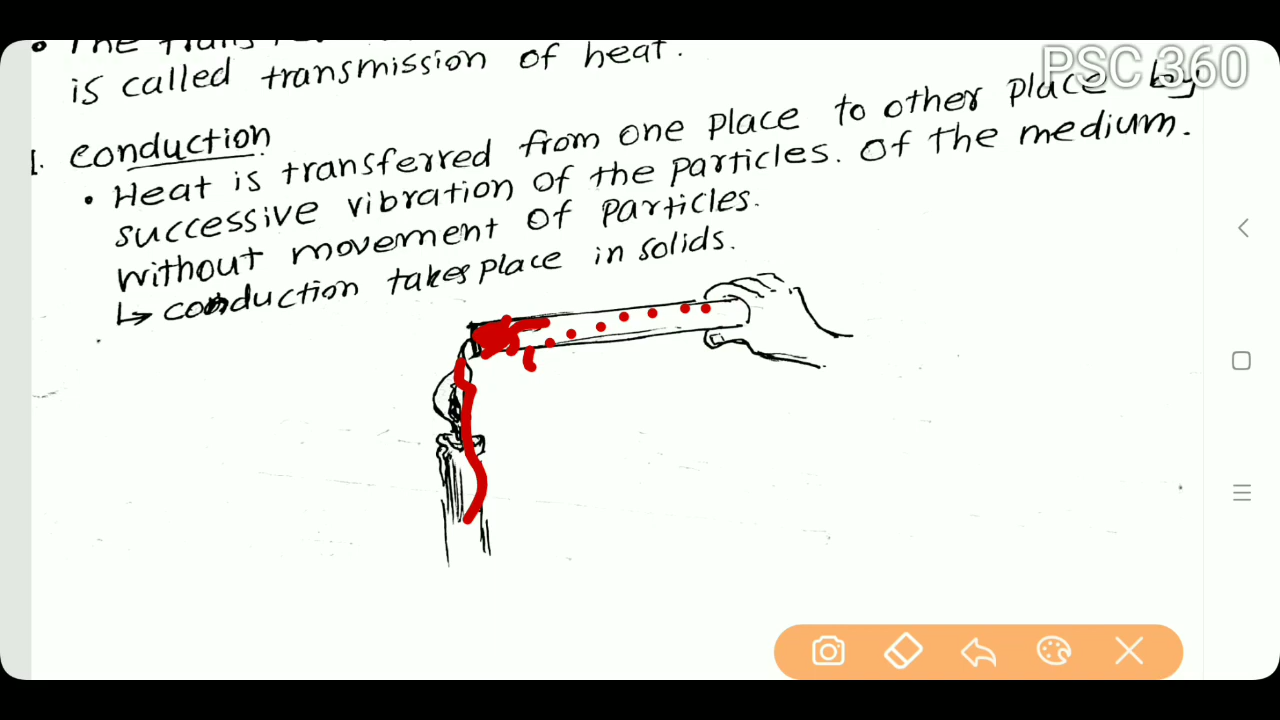 • The
is called transmission of heat.
PSC 360
1. conduction
• Heat is transferred from one place to other place by
successive vibration of the particles. of the medium.
without movement of particles.
↳ conduction takes place in solids.